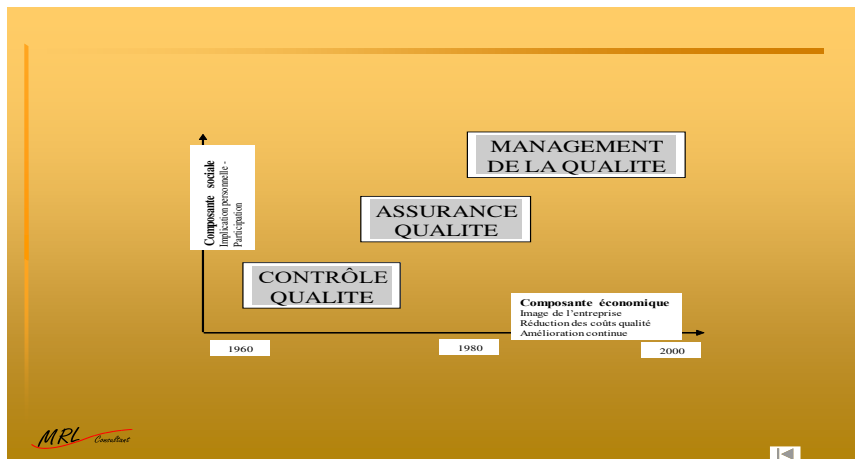 MANAGEMENT
DE LA QUALITE
Composante sociale
Implication personnelle -
Participation
ASSURANCE
QUALITE
CONTRÔLE
QUALITE
Composante économique
Image de l'entreprise
Réduction des coûts qualité
Amélioration continue
1960
1980
2000
MRL Consultant